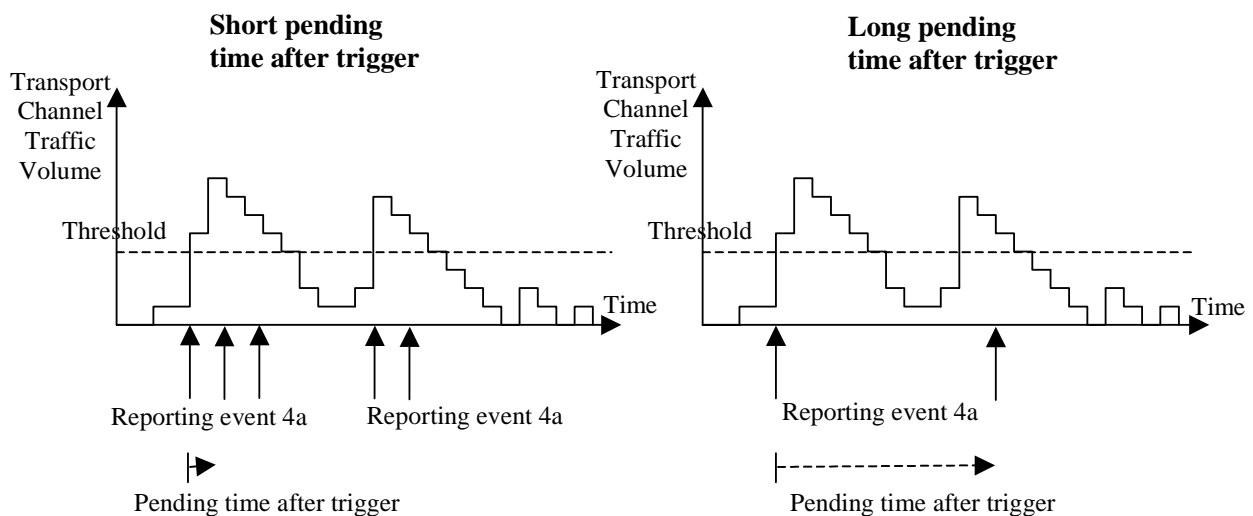 Short pending
time after trigger
Transport
Channel
Traffic
Volume
Threshold
Time
Reporting event 4a
Reporting event 4a
Pending time after trigger
Long pending
time after trigger
Transport
Channel
Traffic
Volume
Threshold
Time
Reporting event 4a
Pending time after trigger